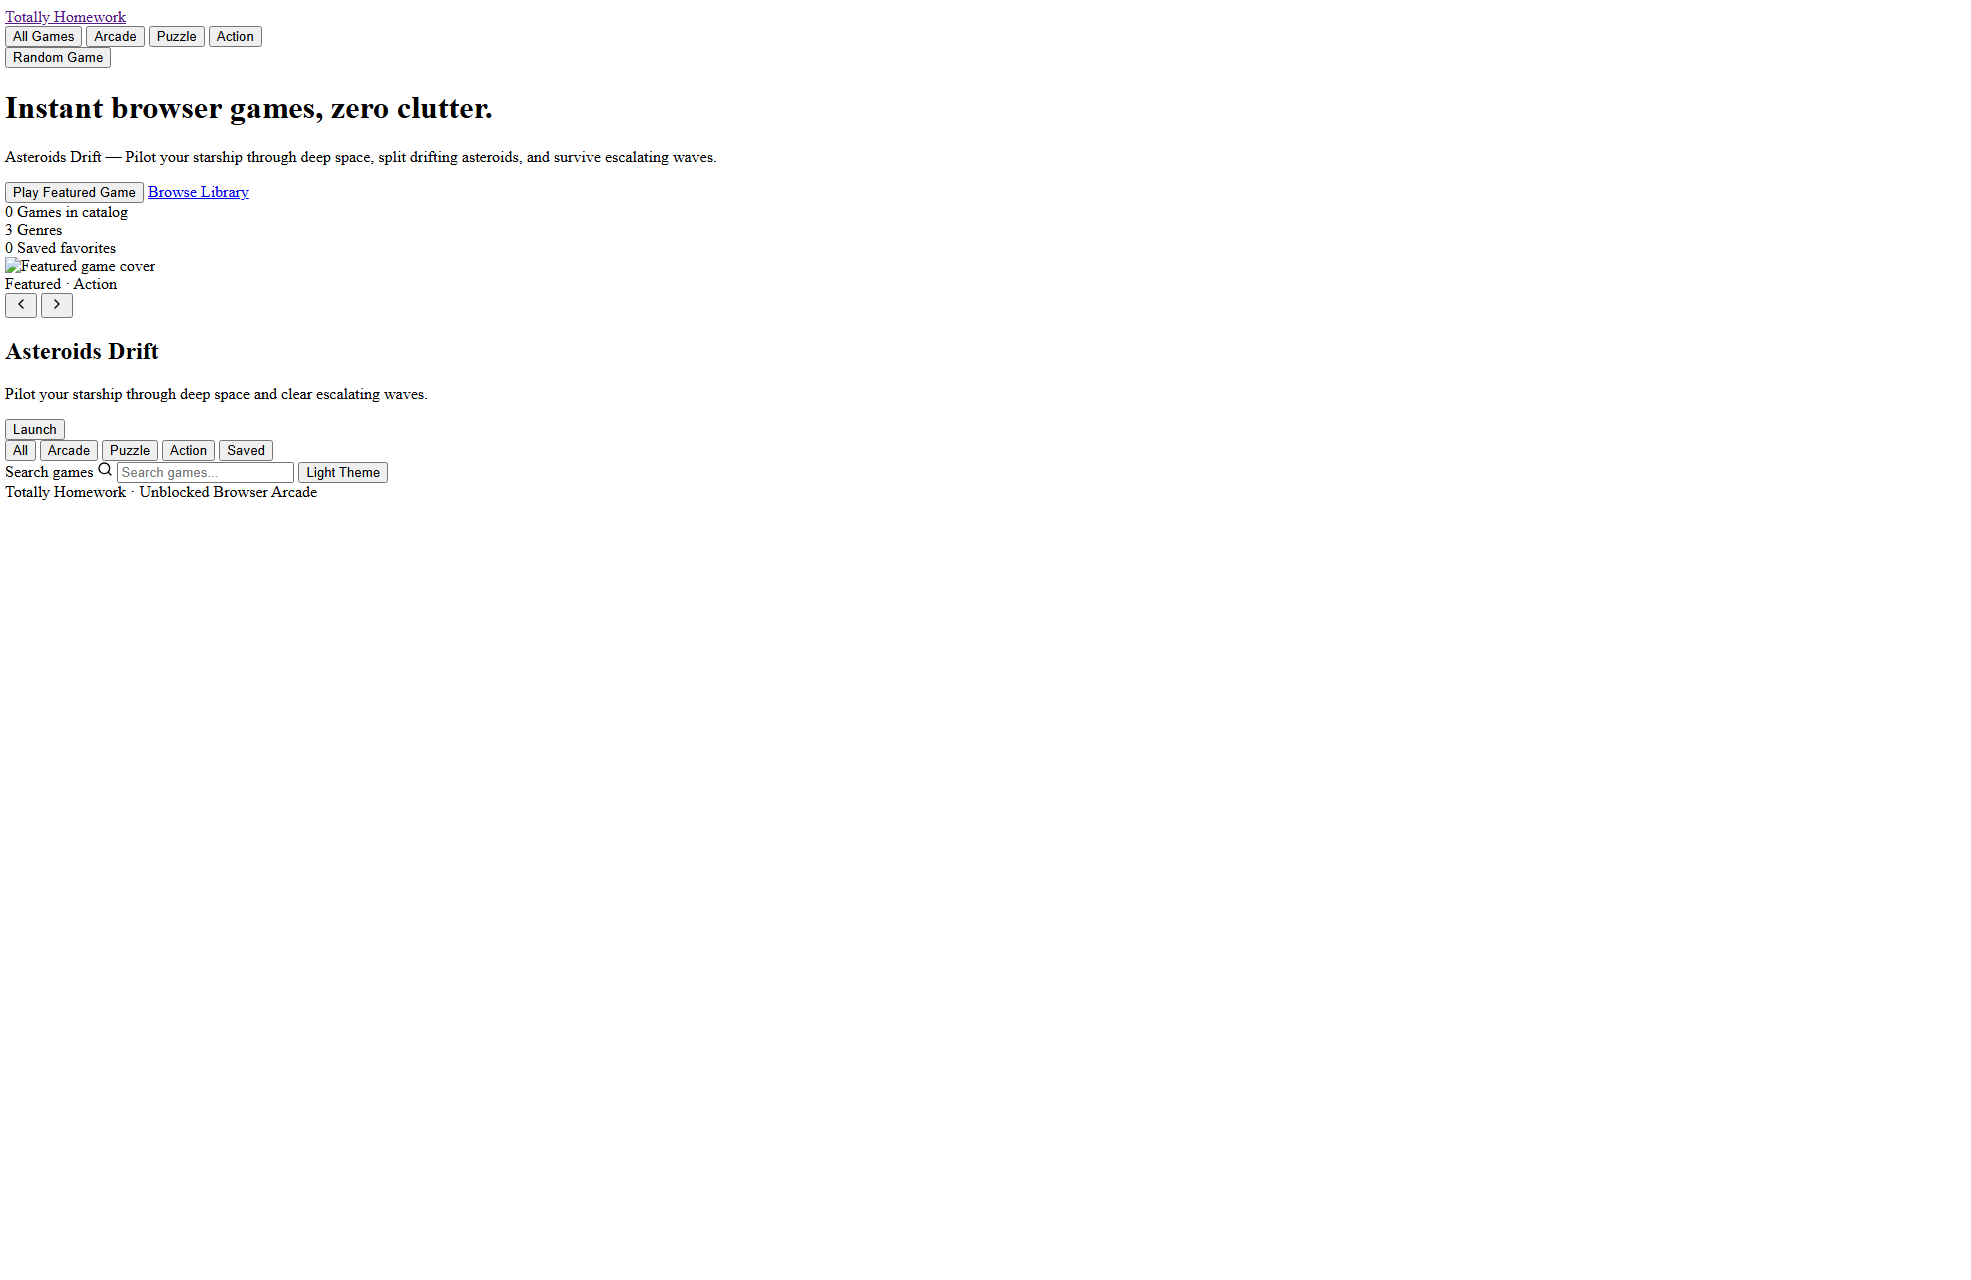 Totally Homework
All Games Arcade Puzzle Action
Random Game
Instant browser games, zero clutter.
Asteroids Drift — Pilot your starship through deep space, split drifting asteroids, and survive escalating waves.
Play Featured Game Browse Library
0 Games in catalog
3 Genres
0 Saved favorites
Featured game cover
Featured · Action
Asteroids Drift
Pilot your starship through deep space and clear escalating waves.
Launch
All Arcade Puzzle Action Saved
Search games Search games... Light Theme
Totally Homework · Unblocked Browser Arcade